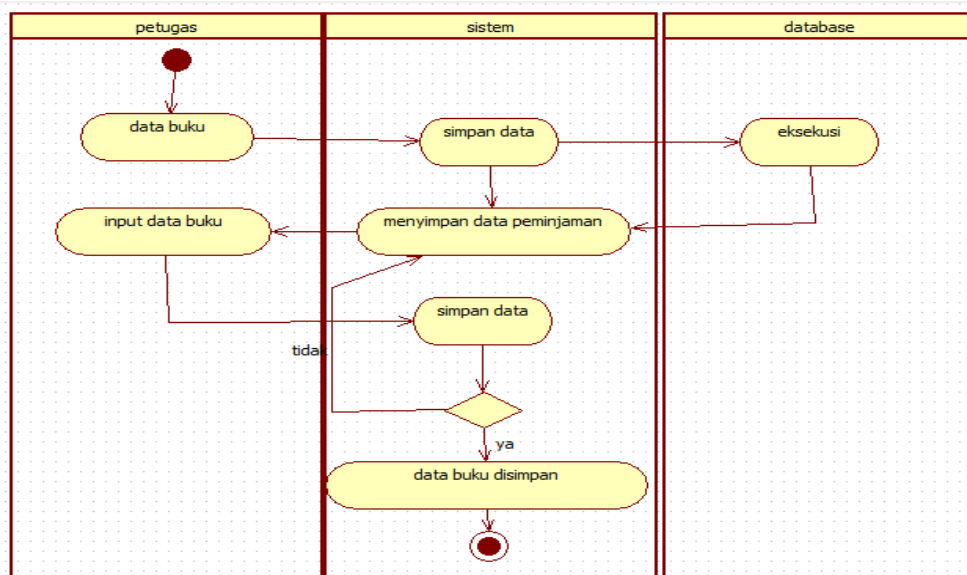 petugas
sistem
database
data buku
simpan data
eksekusi
input data buku
menyimpan data peminjaman
simpan data
tidak
ya
data buku disimpan